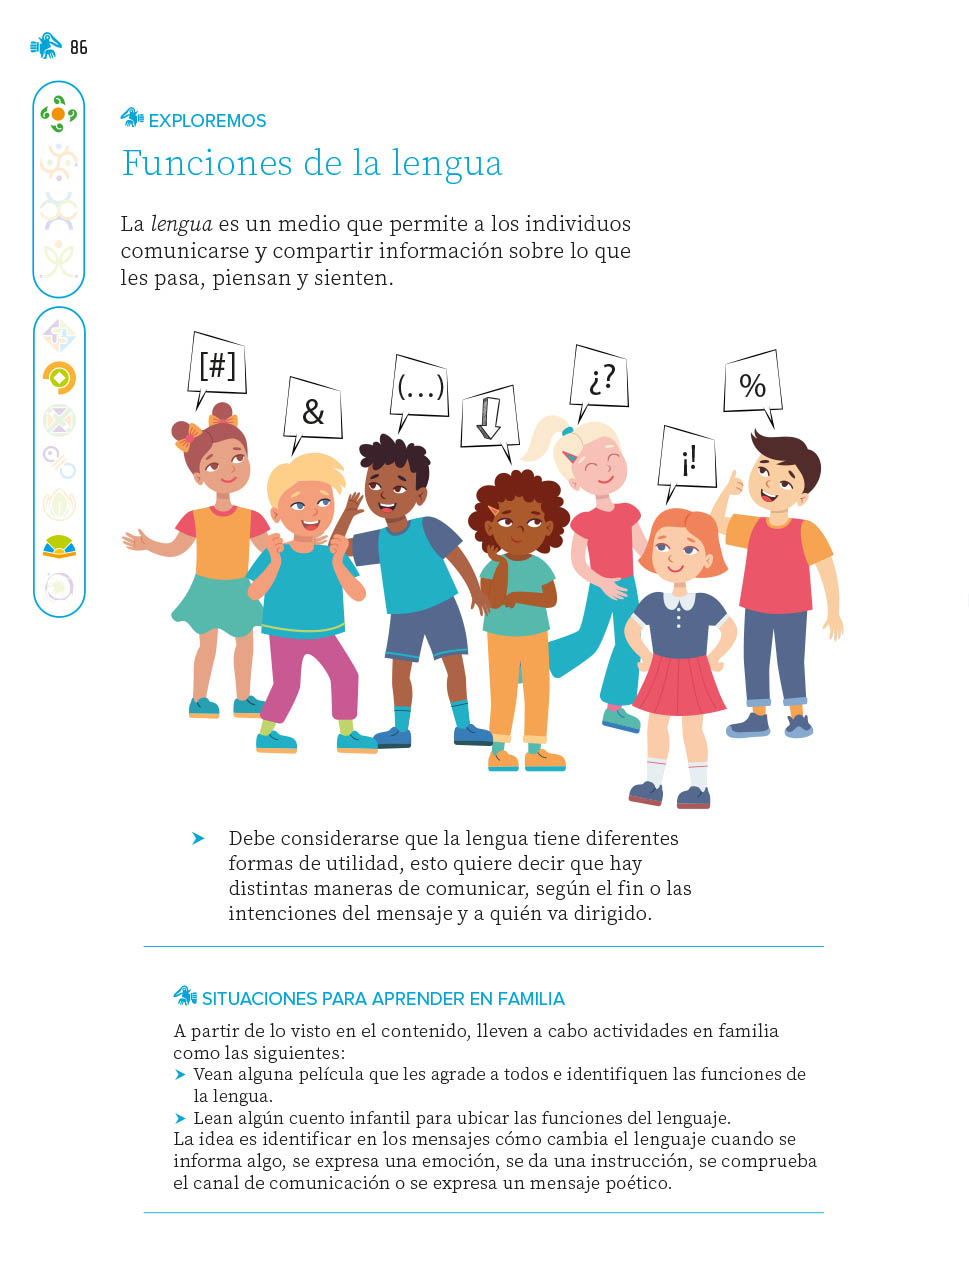 86
EXPLOREMOS
Funciones de la lengua
La lengua es un medio que permite a los individuos
comunicarse y compartir información sobre lo que
les pasa, piensan y sienten.
[#]
&
(...)
¿?
¡!
%
Debe considerarse que la lengua tiene diferentes
formas de utilidad, esto quiere decir que hay
distintas maneras de comunicar, según el fin o las
intenciones del mensaje y a quién va dirigido.
SITUACIONES PARA APRENDER EN FAMILIA
A partir de lo visto en el contenido, lleven a cabo actividades en familia
como las siguientes:
➤ Vean alguna película que les agrade a todos e identifiquen las funciones de
la lengua.
➤ Lean algún cuento infantil para ubicar las funciones del lenguaje.
La idea es identificar en los mensajes cómo cambia el lenguaje cuando se
informa algo, se expresa una emoción, se da una instrucción, se comprueba
el canal de comunicación o se expresa un mensaje poético.